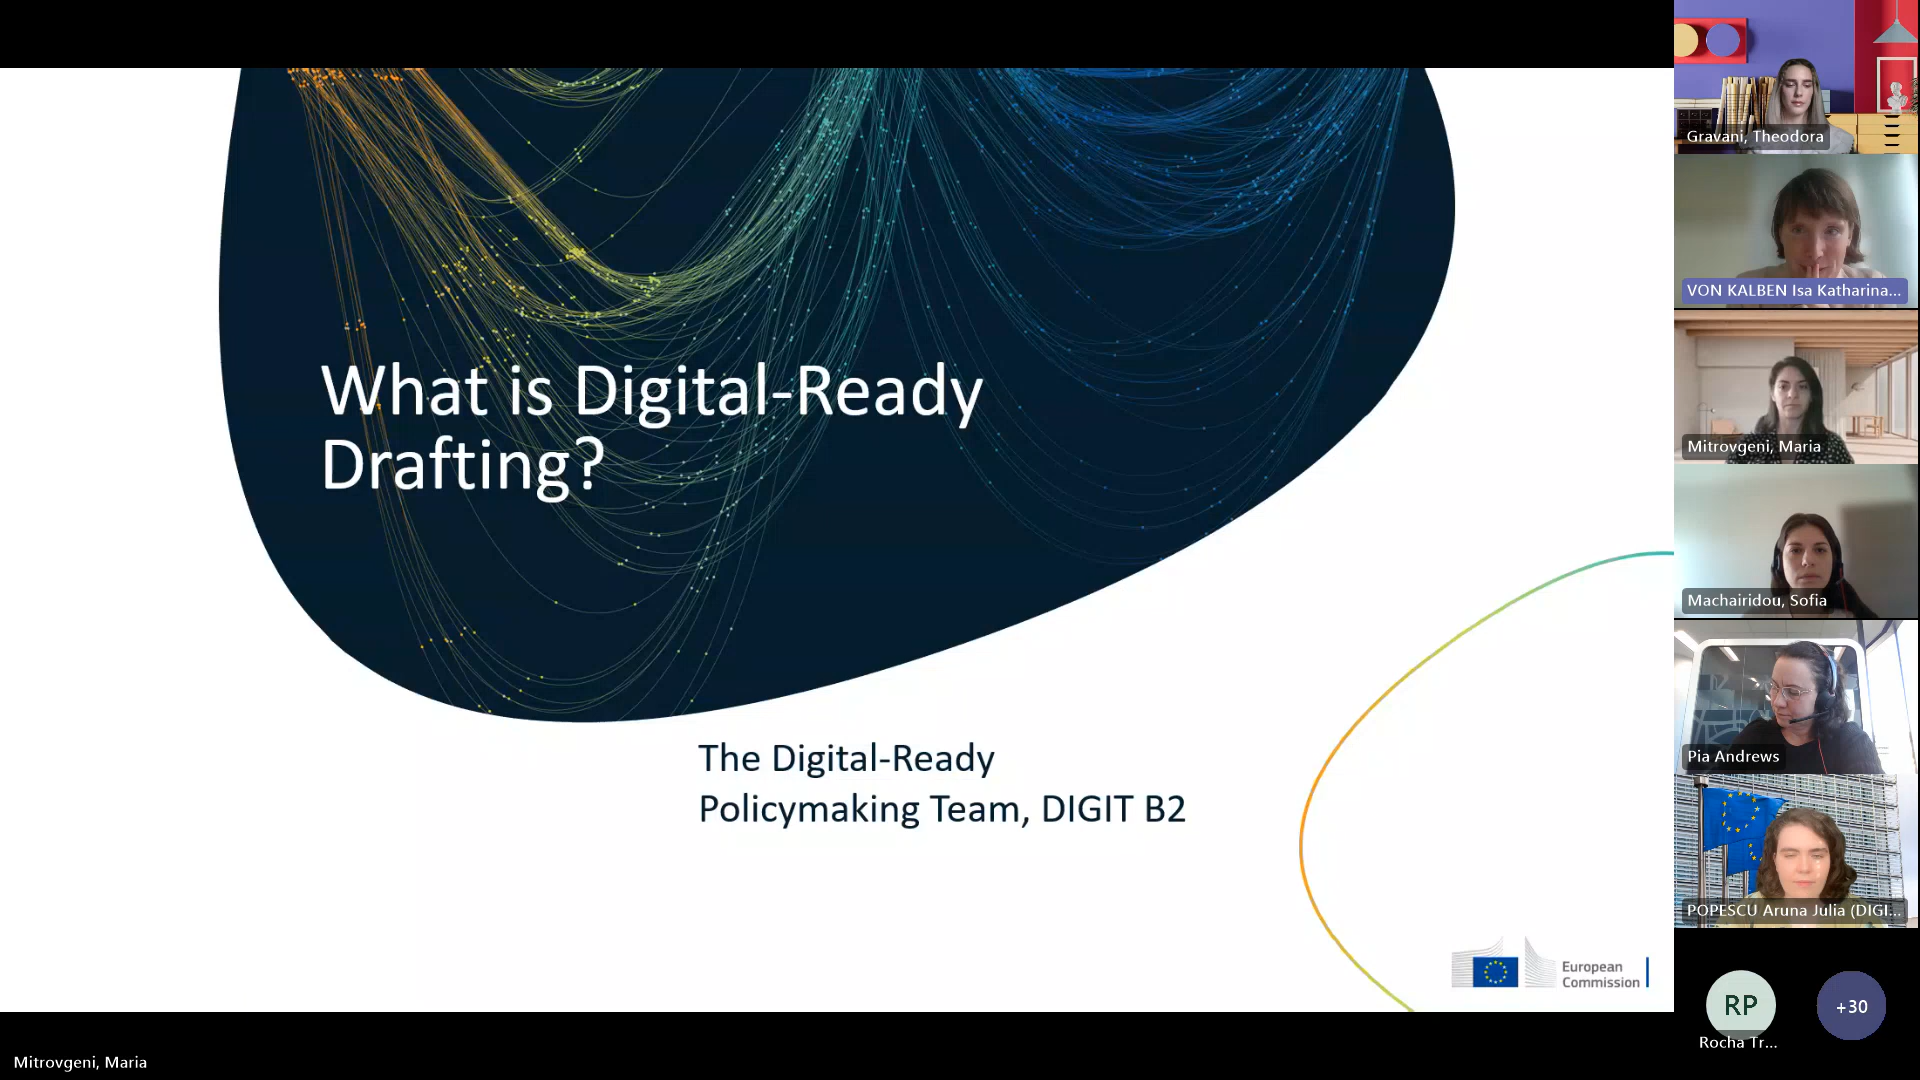 What is Digital-Ready
Drafting?
The Digital-Ready
Policymaking Team, DIGIT B2
European
Commission
Gravani, Theodora
VON KALBEN Isa Katharina...
Mitrovgeni, Maria
Machairidou, Sofia
Pia Andrews
POPESCU Aruna Julia (DIGI...
RP
+30
Rocha Tr...
Mitrovgeni, Maria